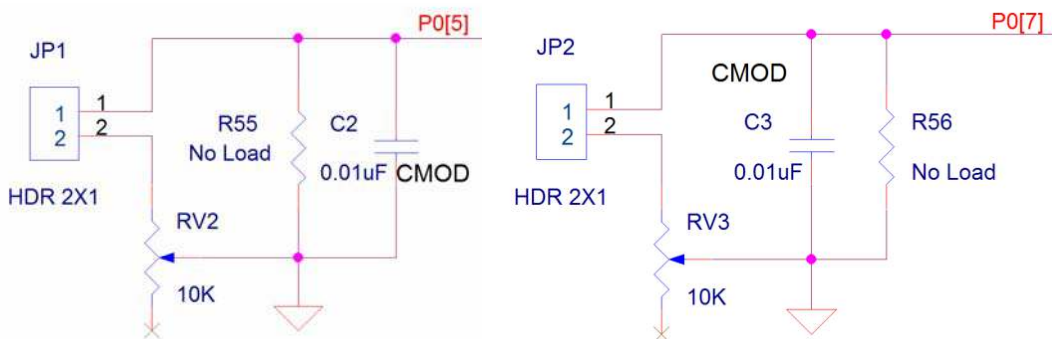 P0[5]
JP1
1
2
1
2
HDR 2X1
R55
No Load
C2
0.01uF
CMOD
RV2
10K
P0[7]
JP2
1
2
1
2
HDR 2X1
CMOD
C3
0.01uF
R56
No Load
RV3
10K